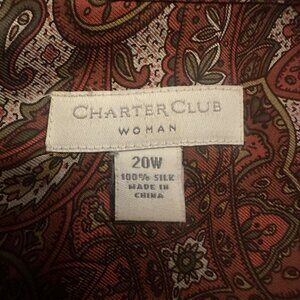 CHARTER CLUB
WOMAN
20W
100% SILK
MADE IN
CHINA